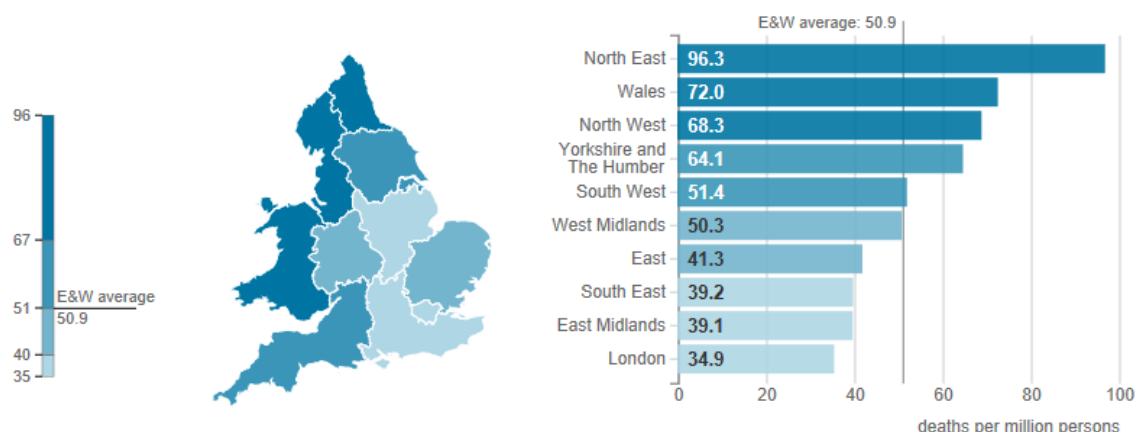 96
67
51
40
35
E&W average
50.9
E&W average: 50.9
North East 96.3
Wales 72.0
North West 68.3
Yorkshire and
The Humber 64.1
South West 51.4
West Midlands 50.3
East 41.3
South East 39.2
East Midlands 39.1
London 34.9
0 20 40 60 80 100
deaths per million persons